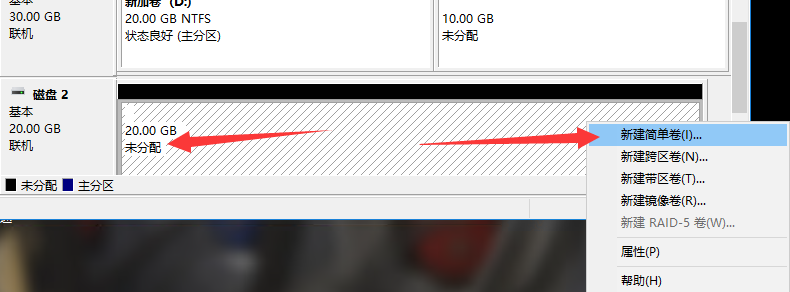 30.00 GB
联机
新加卷 (D:)
20.00 GB NTFS
状态良好 (主分区)
10.00 GB
未分配
磁盘 2
基本
20.00 GB
联机
20.00 GB
未分配
未分配 主分区
新建简单卷(I)...
新建跨区卷(N)...
新建带区卷(T)...
新建镜像卷(R)...
新建 RAID-5 卷(W)...
属性(P)
帮助(H)